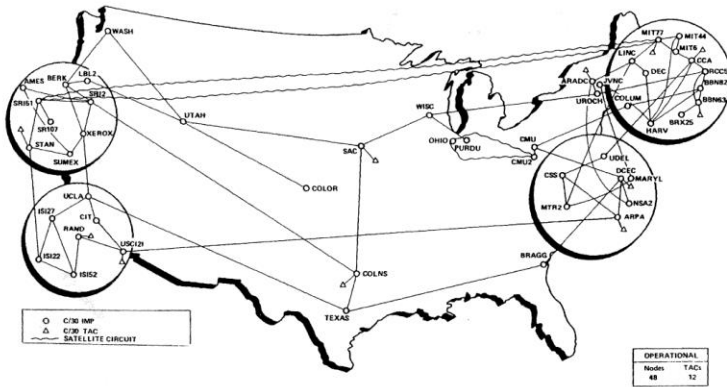 WASH
MIT77
MIT44
LINC
MIT6
CCA
RCC5
BBN82
BBN63
BRX25
HARV
DEC
AMES
BERK
LBL2
SRI51
SRI2
SR107
XEROX
STAN
SUMEX
UTAH
WISC
ARADC
JVNC
UROCH
COLUM
SAC
OHIO
PURDU
CMU
CMU2
COLOR
UDEL
CSS
DCEC
MARYL
MTR2
NSA2
ARPA
UCLA
ISI27
CIT
RAND
USCI21
ISI22
ISI52
COLNS
TEXAS
BRAGG
C/30 IMP
C/30 TAC
SATELLITE CIRCUIT
OPERATIONAL
Nodes TACs
48 12